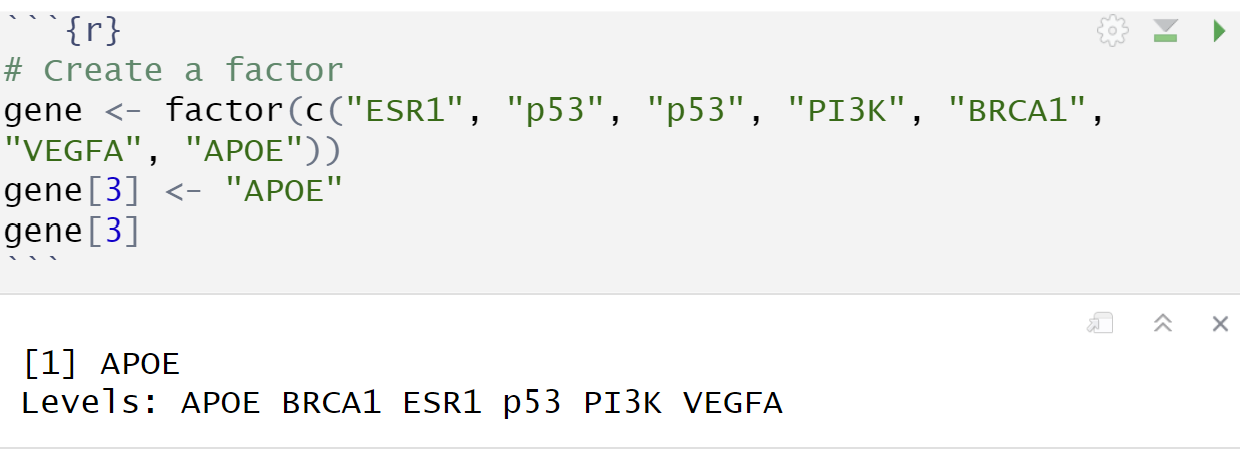 ```{r}
# Create a factor
gene <- factor(c("ESR1", "p53", "p53", "PI3K", "BRCA1",
"VEGFA", "APOE"))
gene[3] <- "APOE"
gene[3]
```
[1] APOE
Levels: APOE BRCA1 ESR1 p53 PI3K VEGFA